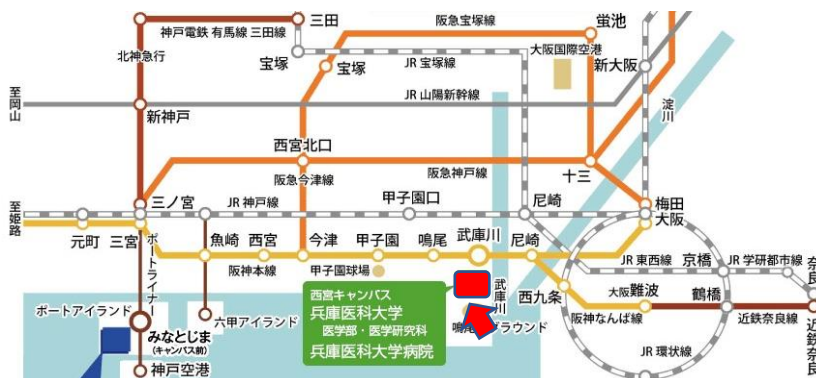 神戸電鉄 有馬線 三田線
三田
阪急宝塚線
蛍池
北神急行
宝塚
宝塚
JR 宝塚線
大阪国際空港
新大阪
至岡山
JR 山陽新幹線
淀川
新神戸
西宮北口
阪急今津線
阪急神戸線
十三
至姫路
三ノ宮
JR 神戸線
甲子園口
尼崎
梅田
大阪
元町
三宮
ポートライナー
魚崎
西宮
今津
甲子園
鳴尾
武庫川
尼崎
阪神本線
甲子園球場
JR 東西線
京橋
JR 学研都市線
奈良
西宮キャンパス
兵庫医科大学
医学部・医学研究科
兵庫医科大学病院
武庫川
西九条
大阪難波
鶴橋
阪神なんば線
近鉄奈良線
近鉄奈良
ポートアイランド
みなとじま
(キャンパス前)
六甲アイランド
鳴尾
ラウンド
JR 環状線
神戸空港